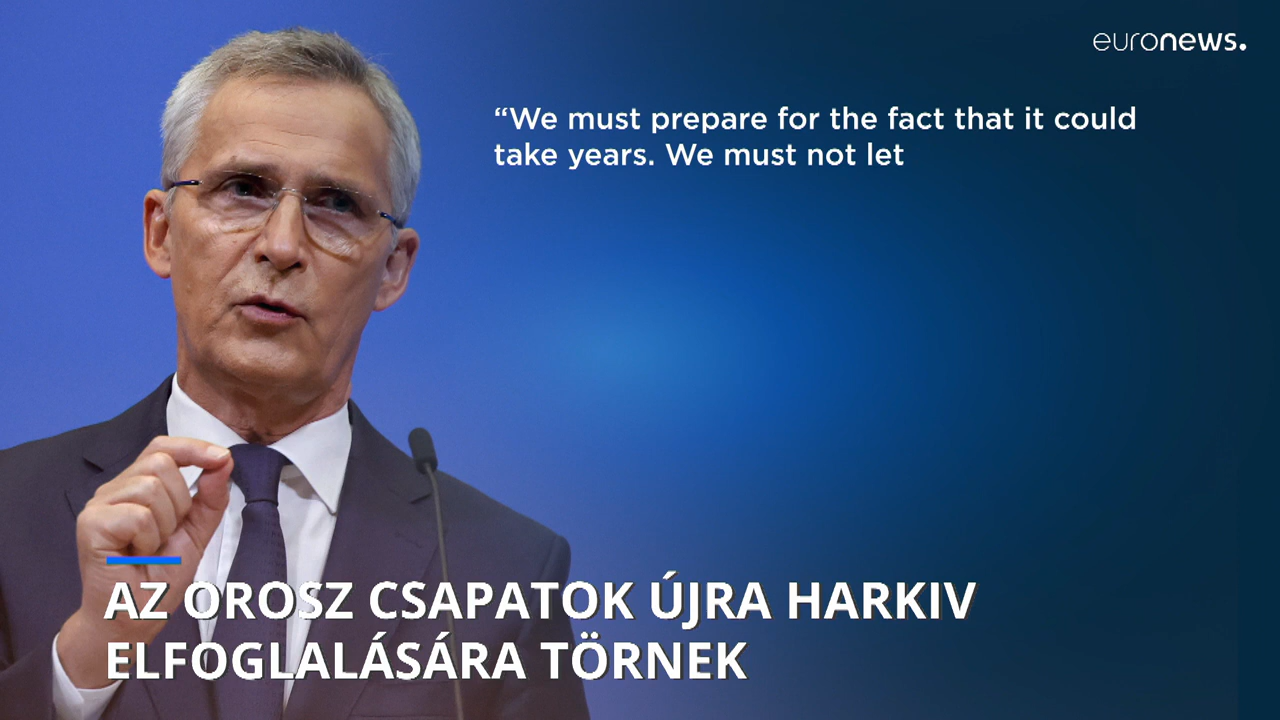 euronews.
“We must prepare for the fact that it could
take years. We must not let
AZ OROSZ CSAPATOK ÚJRA HARKIV
ELFOGLALÁSÁRA TÖRNEK